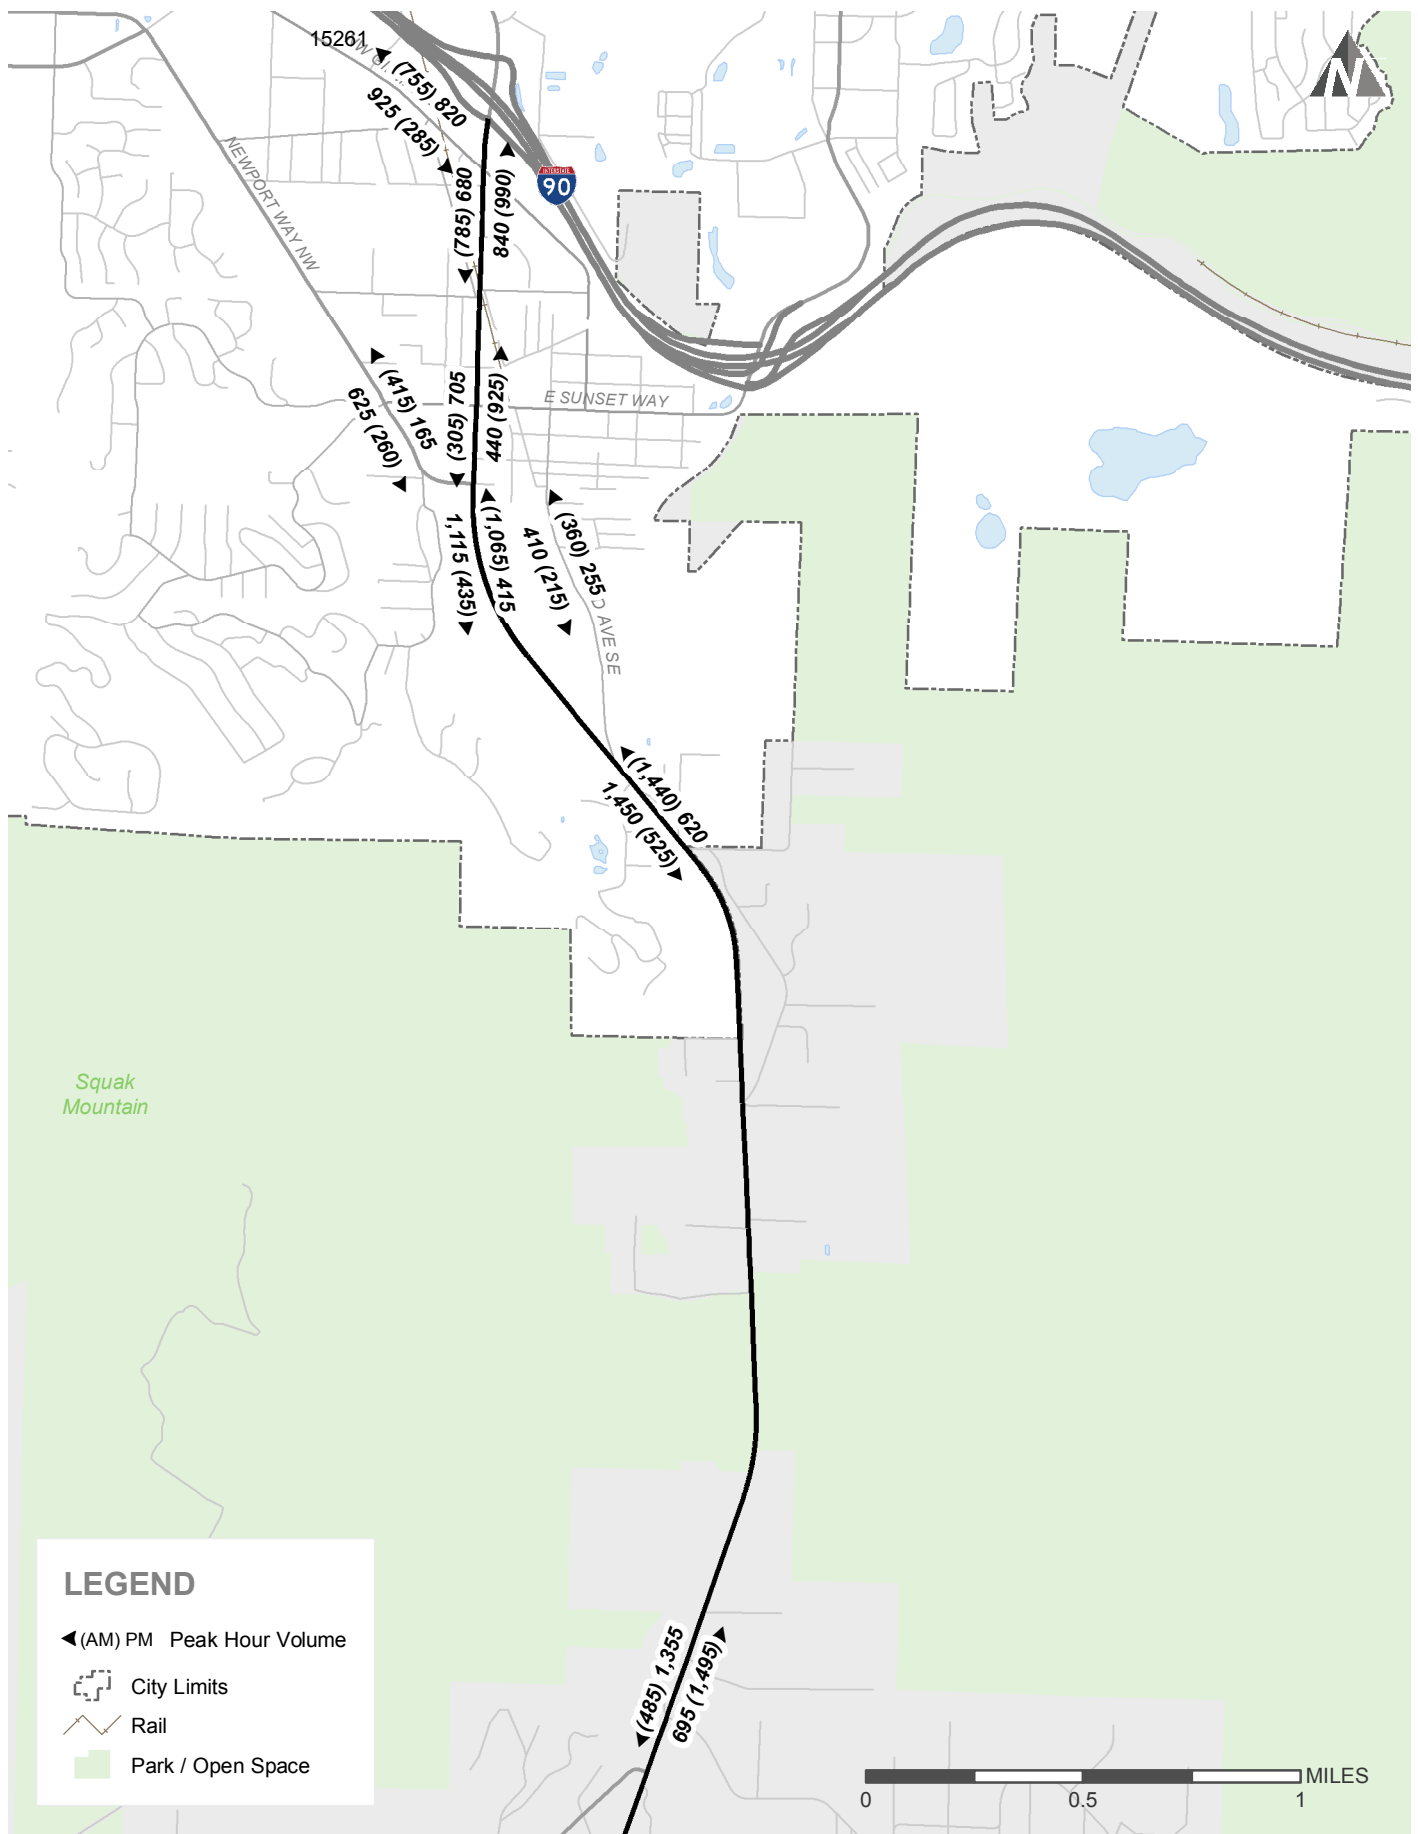 15261
(755) 820
925 (285)
INTERSTATE
90
(785) 680
840 (990)
NEWPORT WAY NW
(415) 165
625 (260)
(305) 705
440 (925)
E SUNSET WAY
1,115 (435)
(1,065) 415
(360) 255
410 (215)
D AVE SE
(1,440) 620
1,450 (525)
Squak
Mountain
(485) 1,355
695 (1,495)
LEGEND
(AM) PM Peak Hour Volume
City Limits
Rail
Park / Open Space
MILES
0 0.5 1
N